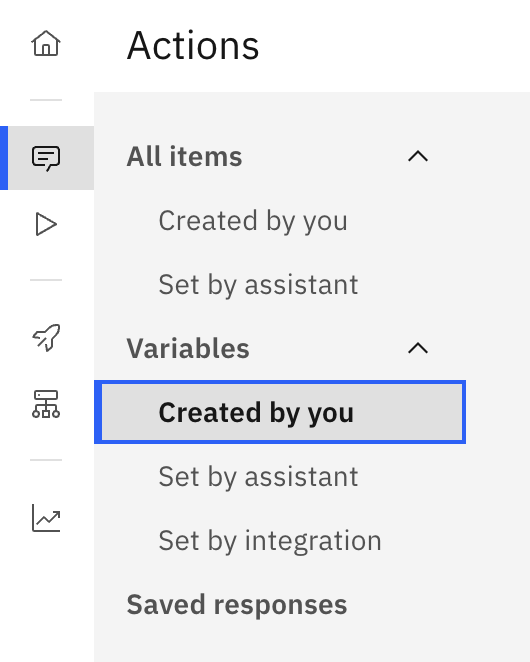 Actions
All items
Created by you
Set by assistant
Variables
Created by you
Set by assistant
Set by integration
Saved responses